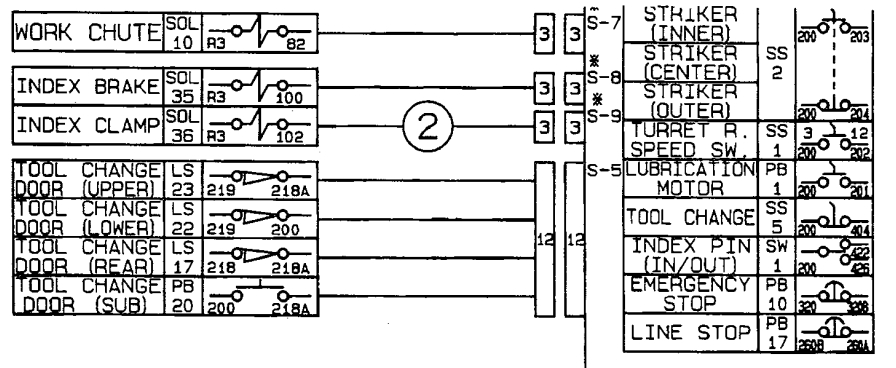 WORK CHUTE SOL 10 R3 82 3 3 S-7
INDEX BRAKE SOL 35 R3 100 3 3 S-8
INDEX CLAMP SOL 36 R3 102 2 3 3 S-9
TOOL CHANGE DOOR (UPPER) LS 23 219 218A 12 12 S-5
TOOL CHANGE DOOR (LOWER) LS 22 219 200
TOOL CHANGE DOOR (REAR) LS 17 218 218A
TOOL CHANGE DOOR (SUB) PB 20 200 218A
STRIKER (INNER) SS 2 200 203
STRIKER (CENTER)
STRIKER (OUTER) 200 204
TURRET R. SPEED SW. SS 1 3 12 200 202
LUBRICATION MOTOR PB 1 200 201
TOOL CHANGE SS 5 200 404
INDEX PIN (IN/OUT) SW 1 200 422 426
EMERGENCY STOP PB 10 320
LINE STOP PB 17 260B 260A